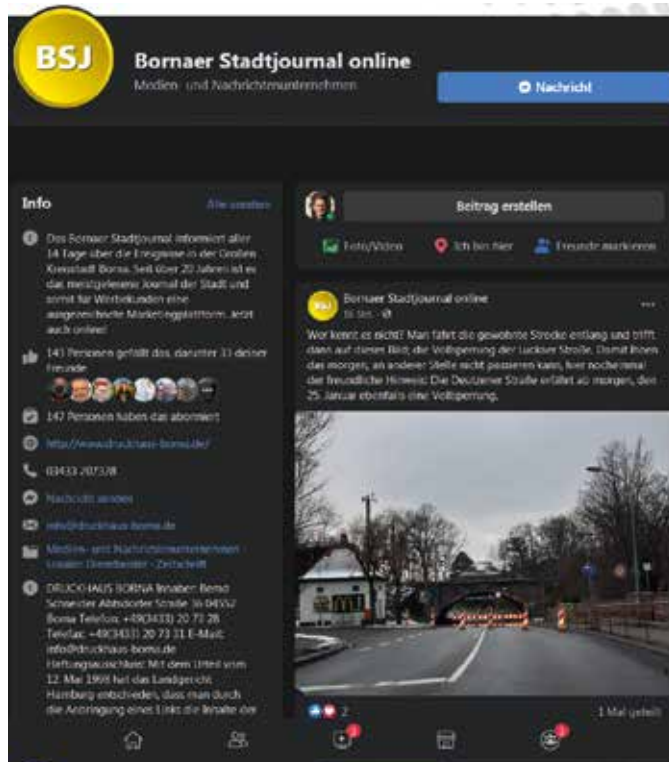 BSJ
Bornaer Stadtjournal online
Medien- und Nachrichtenunternehmen
Nachricht
Info
Alle ansehen
Das Bornaer Stadtjournal informiert aller
14 Tage über die Ereignisse in der Großen
Kreisstadt Borna. Seit über 20 Jahren ist es
das meistgelesene Journal der Stadt und
somit für Werbekunden eine
ausgezeichnete Marketingplattform. Jetzt
auch online!
143 Personen gefällt das, darunter 33 deiner
Freunde
147 Personen haben das abonniert
http://www.druckhaus-borna.de/
03433 207328
Nachricht senden
info@druckhaus-borna.de
Medien- und Nachrichtenunternehmen ·
Lokaler Dienstleister · Zeitschrift
DRUCKHAUS BORNA Inhaber: Bernd
Schneider Abtsdorfer Straße 36 04552
Borna Telefon: +49(3433) 20 73 28
Telefax: +49(3433) 20 73 31 E-Mail:
info@druckhaus-borna.de
Haftungsausschluss: Mit dem Urteil vom
12. Mai 1998 hat das Landgericht
Hamburg entschieden, dass man durch
die Anbringung eines Links die Inhalte der
Beitrag erstellen
Foto/Video
Ich bin hier
Freunde markieren
BSJ
Bornaer Stadtjournal online
16 Std.
Wer kennt es nicht? Man fährt die gewohnte Strecke entlang und trifft
dann auf dieses Bild, die Vollsperrung der Luckaer Straße. Damit Ihnen
das morgen, an anderer Stelle nicht passieren kann, hier nocheinmal
der freundliche Hinweis: Die Deutzener Straße erfährt ab morgen, den
25. Januar ebenfalls eine Vollsperrung.
2
1 Mal geteilt